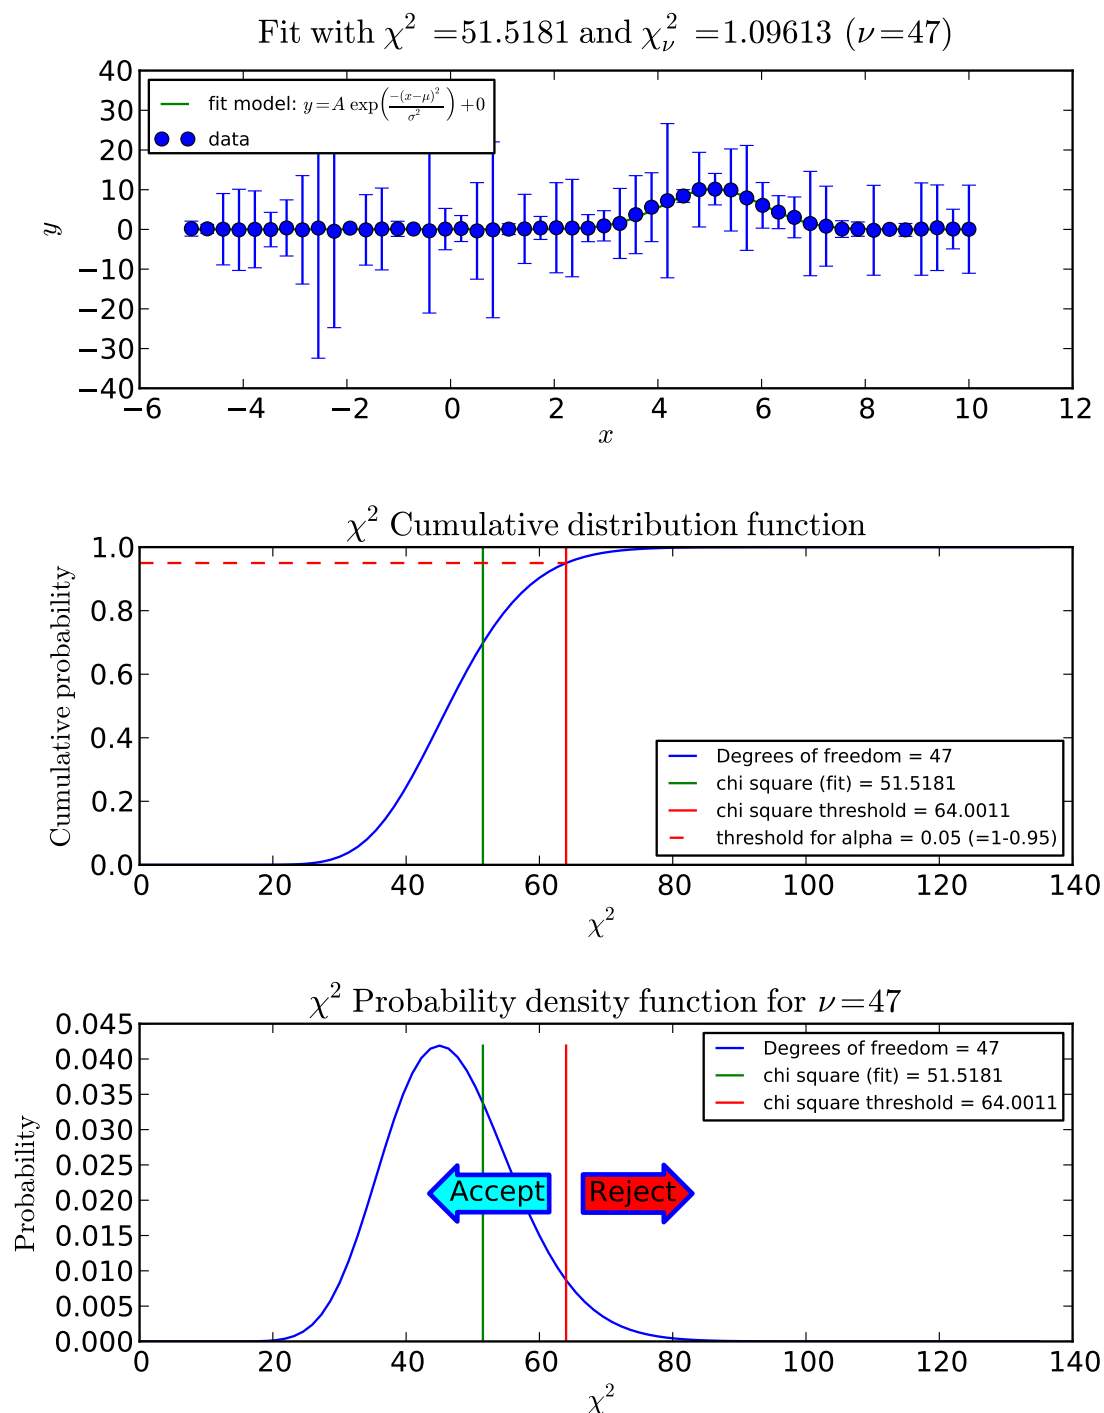 Fit with χ² =51.5181 and χ²ᵥ =1.09613 (ν=47)
40
30
20
10
0
−10
−20
−30
−40
y
fit model: y=A exp(−(x−μ)²/σ²)+0
data
−6 −4 −2 0 2 4 6 8 10 12
x
χ² Cumulative distribution function
1.0
0.8
0.6
0.4
0.2
0.0
Cumulative probability
Degrees of freedom = 47
chi square (fit) = 51.5181
chi square threshold = 64.0011
threshold for alpha = 0.05 (=1-0.95)
0 20 40 60 80 100 120 140
χ²
χ² Probability density function for ν=47
0.045
0.040
0.035
0.030
0.025
0.020
0.015
0.010
0.005
0.000
Probability
Degrees of freedom = 47
chi square (fit) = 51.5181
chi square threshold = 64.0011
Accept Reject
0 20 40 60 80 100 120 140
χ²